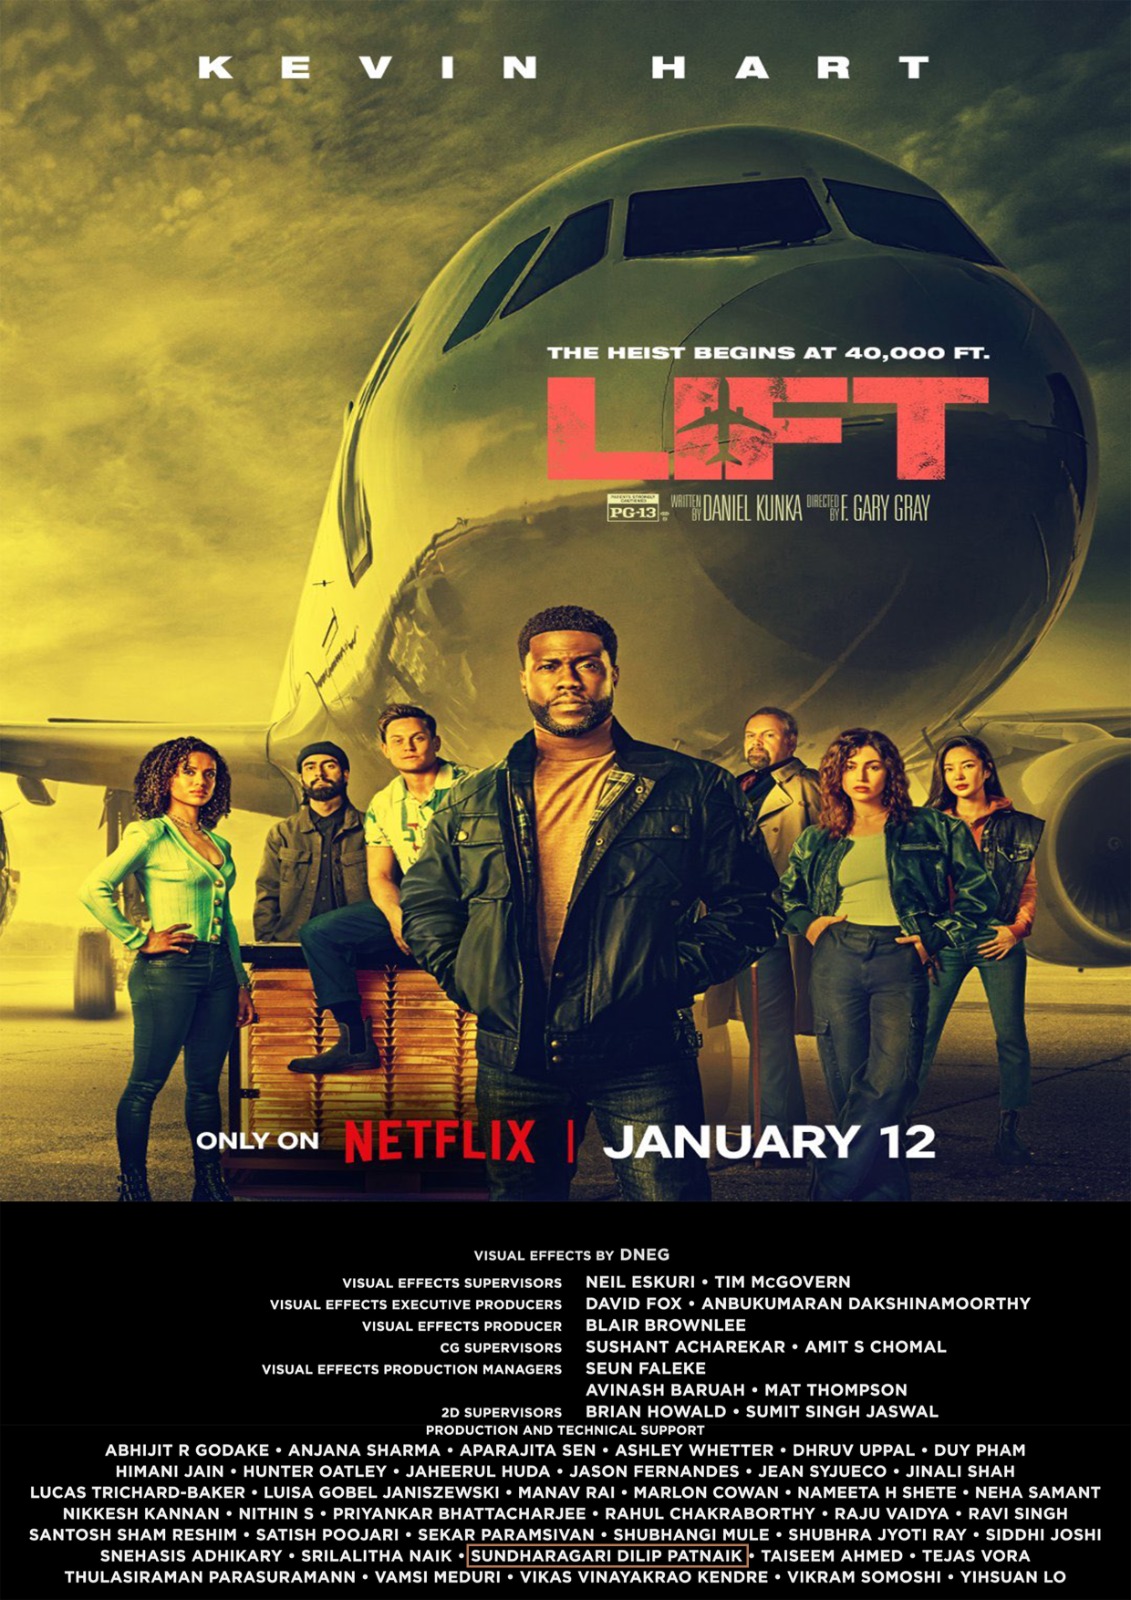 KEVIN HART
THE HEIST BEGINS AT 40,000 FT.
LIFT
PARENTS STRONGLY CAUTIONED
PG-13
WRITTEN BY DANIEL KUNKA DIRECTED BY F. GARY GRAY
ONLY ON NETFLIX | JANUARY 12
VISUAL EFFECTS BY DNEG
VISUAL EFFECTS SUPERVISORS NEIL ESKURI • TIM McGOVERN
VISUAL EFFECTS EXECUTIVE PRODUCERS DAVID FOX • ANBUKUMARAN DAKSHINAMOORTHY
VISUAL EFFECTS PRODUCER BLAIR BROWNLEE
CG SUPERVISORS SUSHANT ACHAREKAR • AMIT S CHOMAL
VISUAL EFFECTS PRODUCTION MANAGERS SEUN FALEKE
AVINASH BARUAH • MAT THOMPSON
2D SUPERVISORS BRIAN HOWALD • SUMIT SINGH JASWAL
PRODUCTION AND TECHNICAL SUPPORT
ABHIJIT R GODAKE • ANJANA SHARMA • APARAJITA SEN • ASHLEY WHETTER • DHRUV UPPAL • DUY PHAM
HIMANI JAIN • HUNTER OATLEY • JAHEERUL HUDA • JASON FERNANDES • JEAN SYJUECO • JINALI SHAH
LUCAS TRICHARD-BAKER • LUISA GOBEL JANISZEWSKI • MANAV RAI • MARLON COWAN • NAMEETA H SHETE • NEHA SAMANT
NIKKESH KANNAN • NITHIN S • PRIYANKAR BHATTACHARJEE • RAHUL CHAKRABORTHY • RAJU VAIDYA • RAVI SINGH
SANTOSH SHAM RESHIM • SATISH POOJARI • SEKAR PARAMSIVAN • SHUBHANGI MULE • SHUBHRA JYOTI RAY • SIDDHI JOSHI
SNEHASIS ADHIKARY • SRILALITHA NAIK • SUNDHARAGARI DILIP PATNAIK • TAISEEM AHMED • TEJAS VORA
THULASIRAMAN PARASURAMANN • VAMSI MEDURI • VIKAS VINAYAKRAO KENDRE • VIKRAM SOMOSHI • YIHSUAN LO